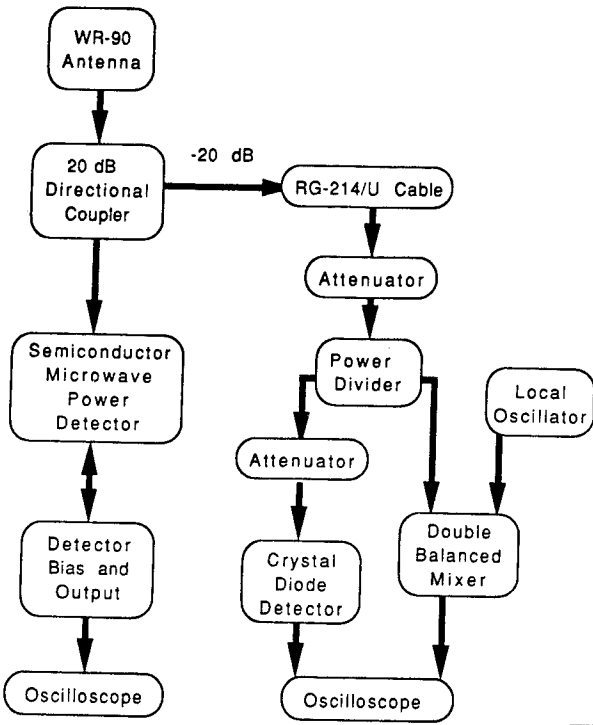 WR-90
Antenna
20 dB
Directional
Coupler
-20 dB
RG-214/U Cable
Attenuator
Semiconductor
Microwave
Power
Detector
Power
Divider
Local
Oscillator
Attenuator
Detector
Bias and
Output
Crystal
Diode
Detector
Double
Balanced
Mixer
Oscilloscope
Oscilloscope